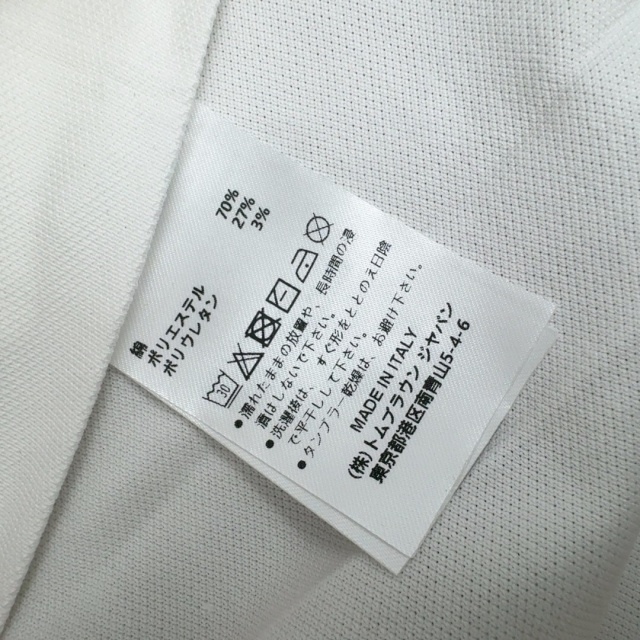 綿 70%
ポリエステル 27%
ポリウレタン 3%
30
●濡れたままの放置や、長時間の浸
漬はしないで下さい。
●洗濯後は、すぐ形をととのえ日陰
で平干しして下さい。
●タンブラー乾燥は、お避け下さい。
MADE IN ITALY
(株)トムブラウン ジャパン
東京都港区南青山5-4-6